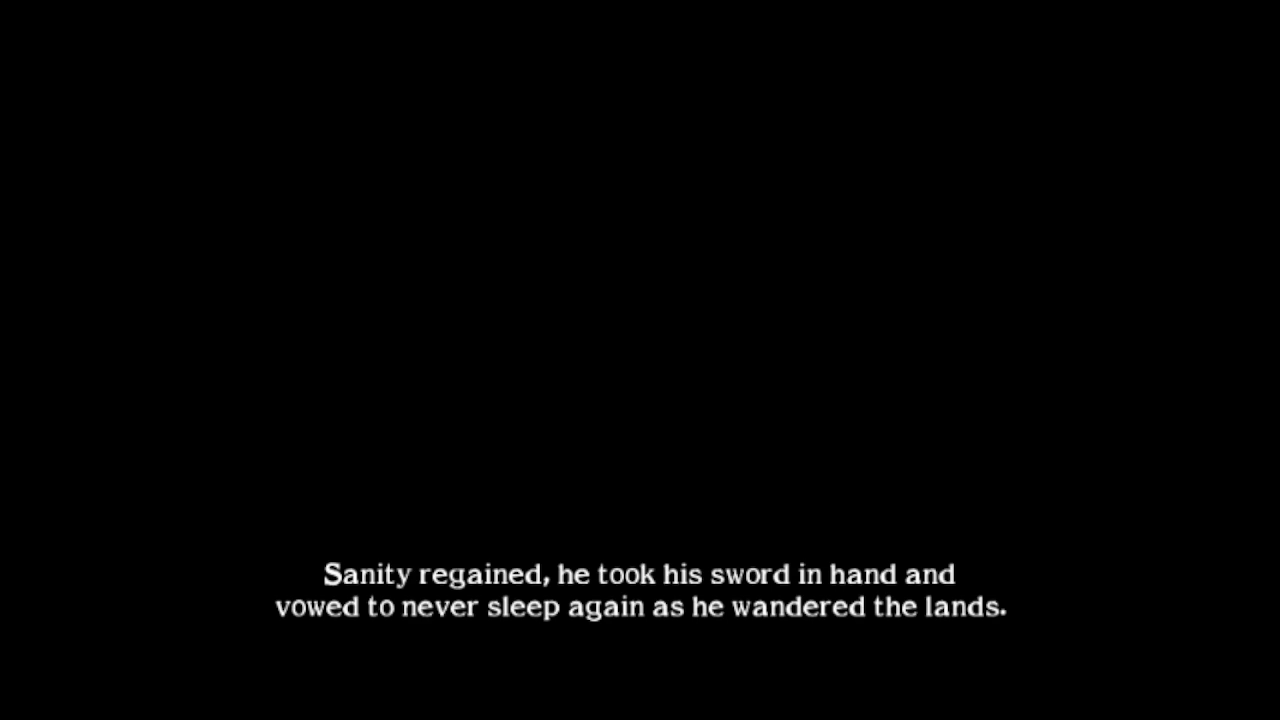 Sanity regained, he took his sword in hand and
vowed to never sleep again as he wandered the lands.